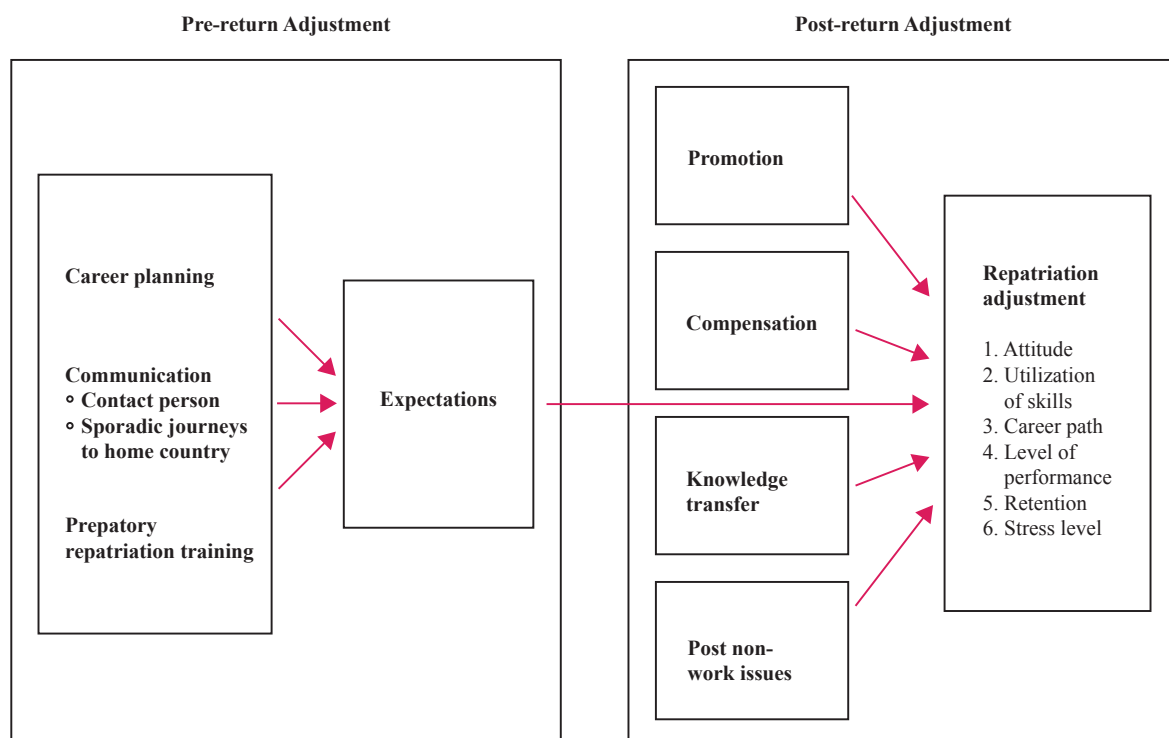 Pre-return Adjustment
Career planning
Communication
Contact person
Sporadic journeys
to home country
Prepatory
repatriation training
Expectations
Post-return Adjustment
Promotion
Compensation
Knowledge
transfer
Post non-
work issues
Repatriation
adjustment
1. Attitude
2. Utilization
of skills
3. Career path
4. Level of
performance
5. Retention
6. Stress level